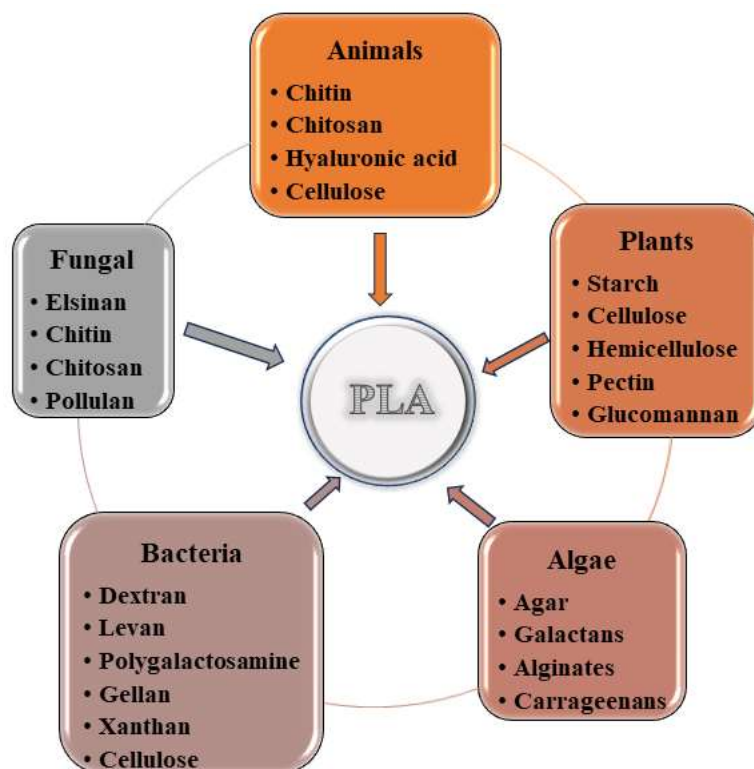 Animals
• Chitin
• Chitosan
• Hyaluronic acid
• Cellulose
Fungal
• Elsinan
• Chitin
• Chitosan
• Pollulan
Plants
• Starch
• Cellulose
• Hemicellulose
• Pectin
• Glucomannan
PLA
Bacteria
• Dextran
• Levan
• Polygalactosamine
• Gellan
• Xanthan
• Cellulose
Algae
• Agar
• Galactans
• Alginates
• Carrageenans